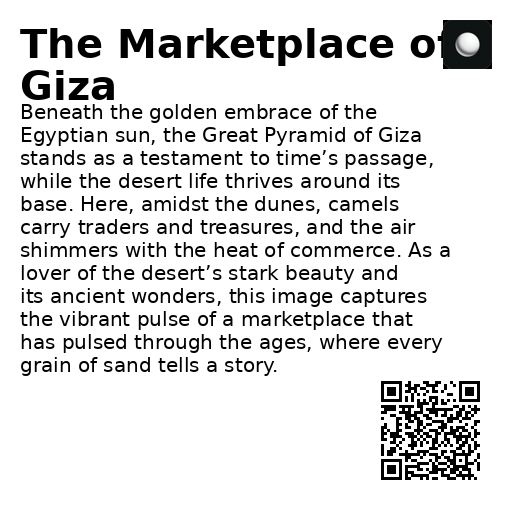 The Marketplace of
Giza
Beneath the golden embrace of the
Egyptian sun, the Great Pyramid of Giza
stands as a testament to time’s passage,
while the desert life thrives around its
base. Here, amidst the dunes, camels
carry traders and treasures, and the air
shimmers with the heat of commerce. As a
lover of the desert’s stark beauty and
its ancient wonders, this image captures
the vibrant pulse of a marketplace that
has pulsed through the ages, where every
grain of sand tells a story.